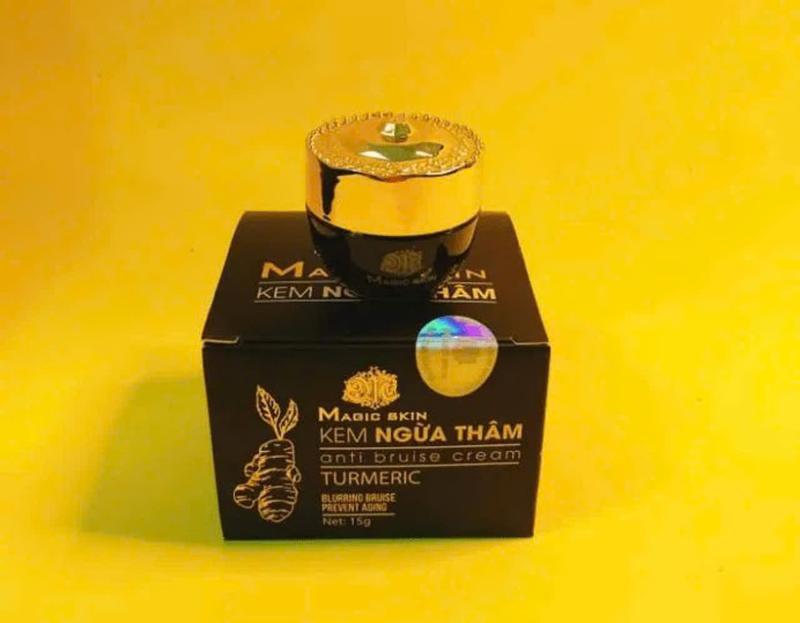 MAGIC SKIN
MAGIC SKIN
KEM THÂM
MAGIC SKIN
KEM NGỪA THÂM
anti bruise cream
TURMERIC
BLURRING BRUISE
PREVENT AGING
Net: 15g